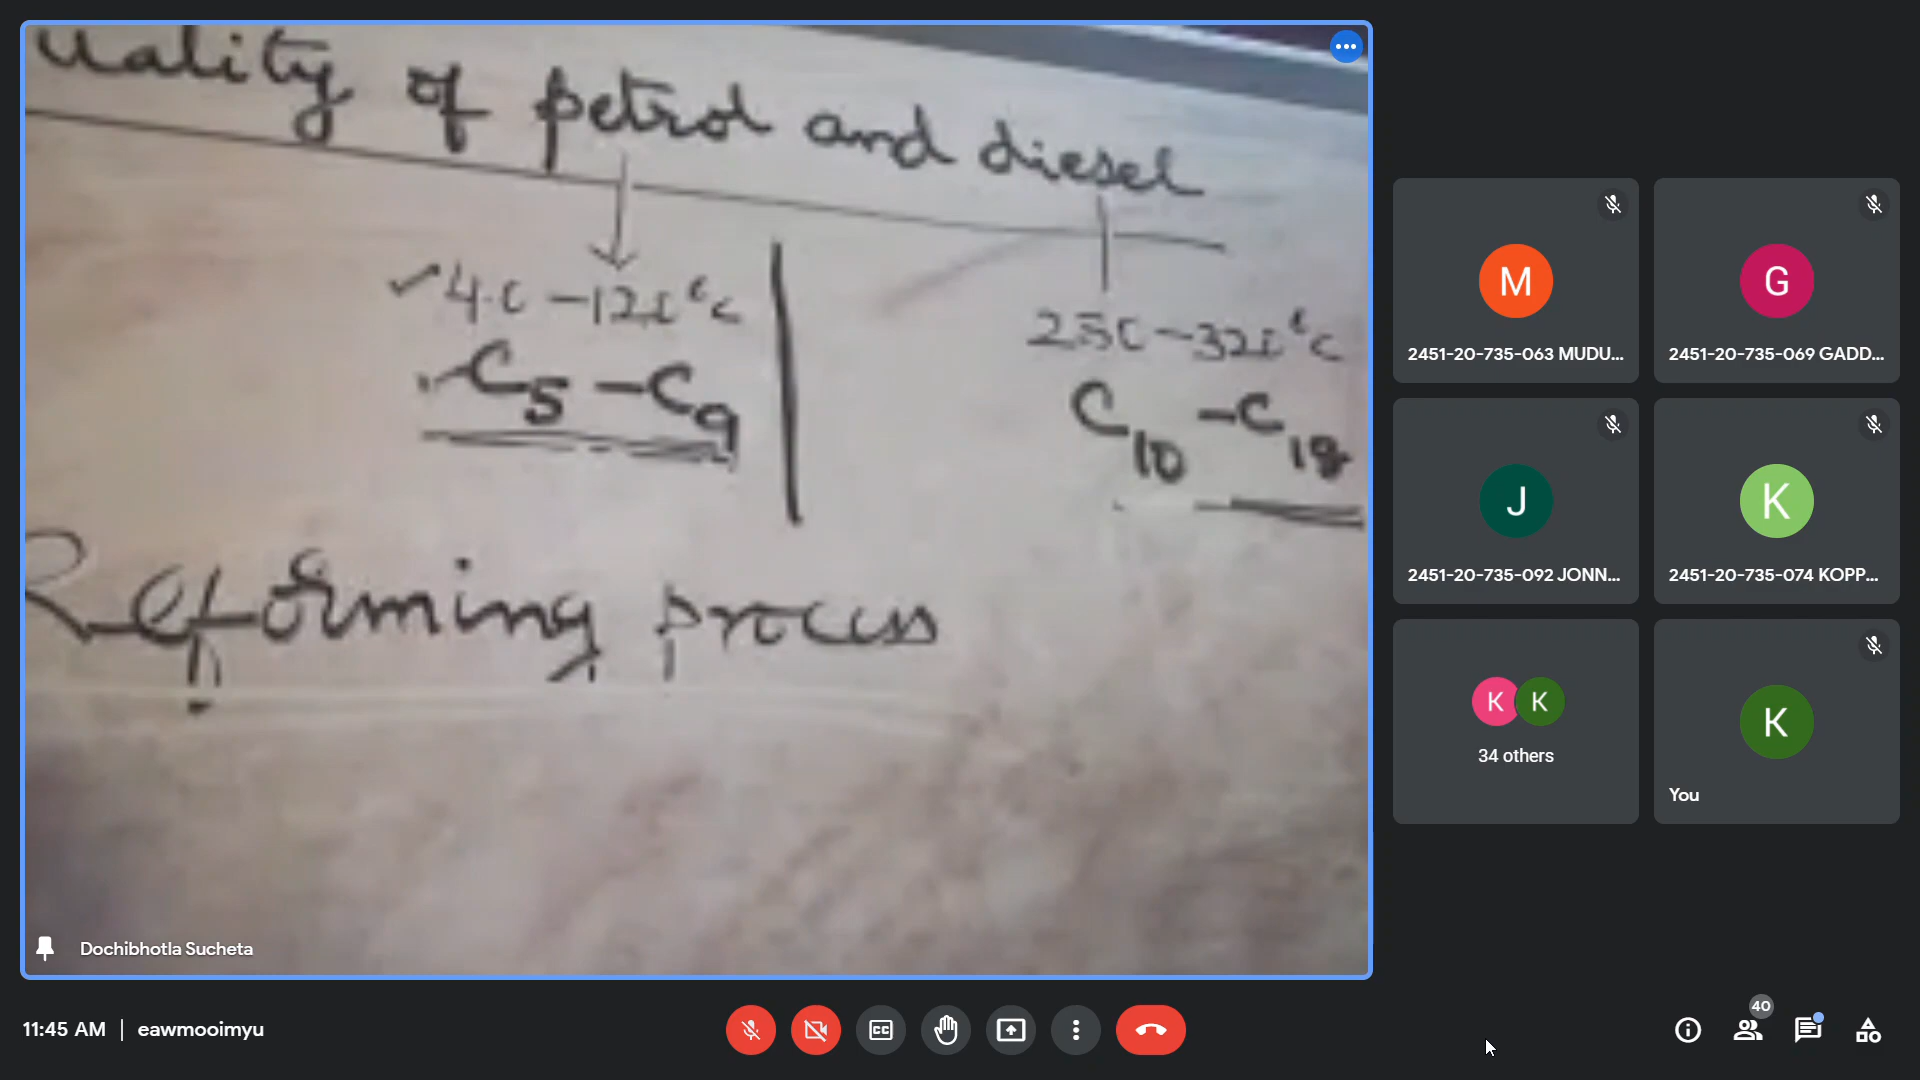 uality of petrol and diesel
40-120°C
250-320°C
C5-C9
C10-C18
Reforming process
Dochibhotla Sucheta
2451-20-735-063 MUDU...
2451-20-735-069 GADD...
2451-20-735-092 JONN...
2451-20-735-074 KOPP...
M
G
J
K
K K
34 others
K
You
11:45 AM | eawmooimyu
CC
40